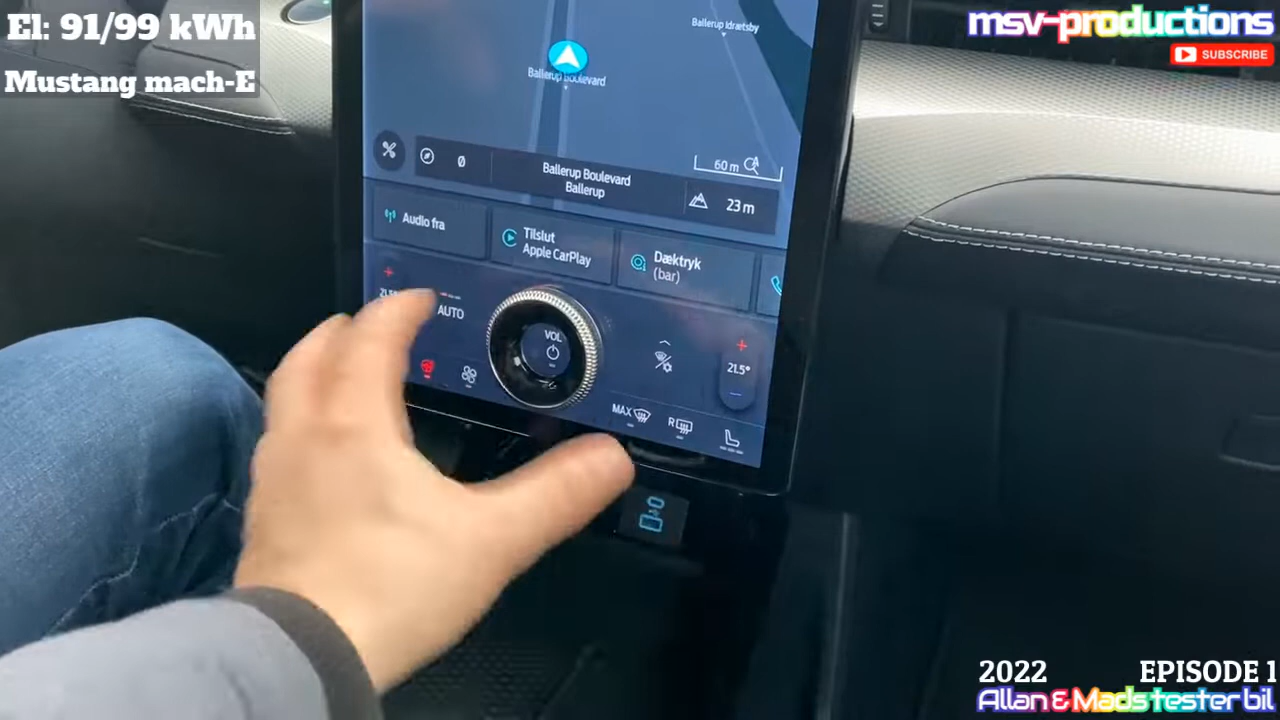 El: 91/99 kWh
Mustang mach-E
msv-productions
SUBSCRIBE
Ballerup Idrætsby
Ballerup Boulevard
60 m
Ø
Ballerup Boulevard
Ballerup
23 m
Audio fra
Tilslut
Apple CarPlay
Dæktryk
(bar)
AUTO
VOL
21.5°
MAX
R
2022
EPISODE 1
Allan & Mads tester bil